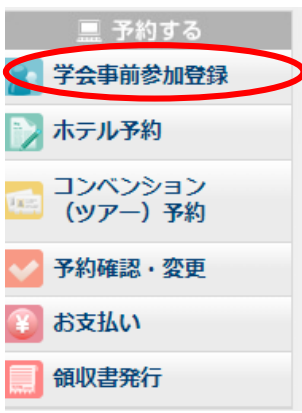 予約する
学会事前参加登録
ホテル予約
コンベンション
（ツアー）予約
予約確認・変更
¥ お支払い
領収書発行